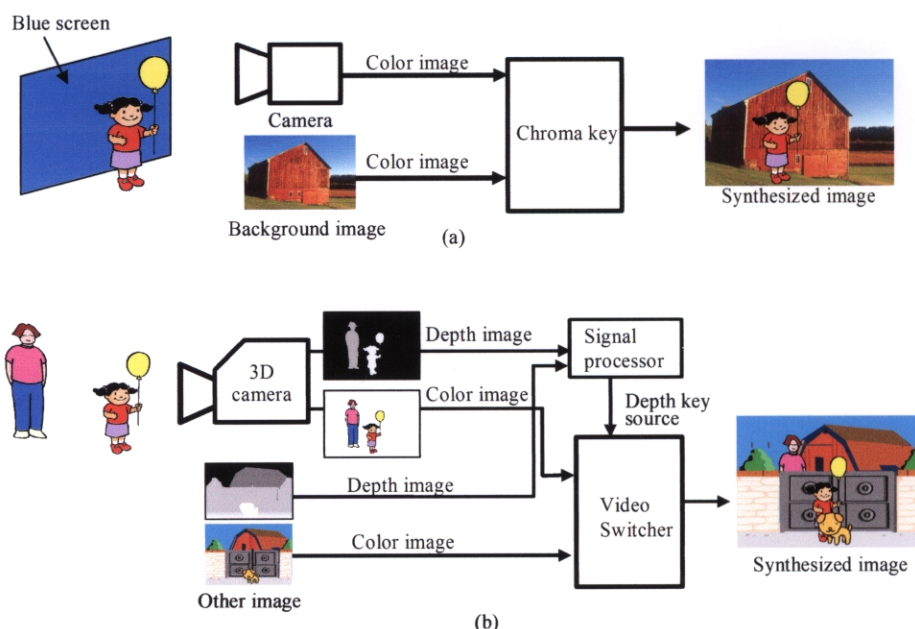 Blue screen
Color image
Camera
Chroma key
Color image
Background image
Synthesized image
(a)
Depth image
Signal
processor
3D
camera
Color image
Depth key
source
Depth image
Video
Switcher
Color image
Synthesized image
Other image
(b)